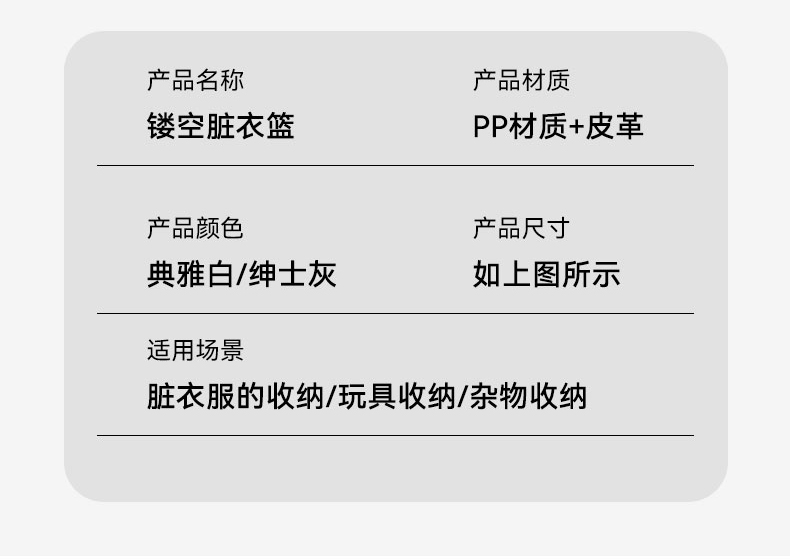 产品名称
产品材质
镂空脏衣篮
PP材质+皮革
产品颜色
产品尺寸
典雅白/绅士灰
如上图所示
适用场景
脏衣服的收纳/玩具收纳/杂物收纳